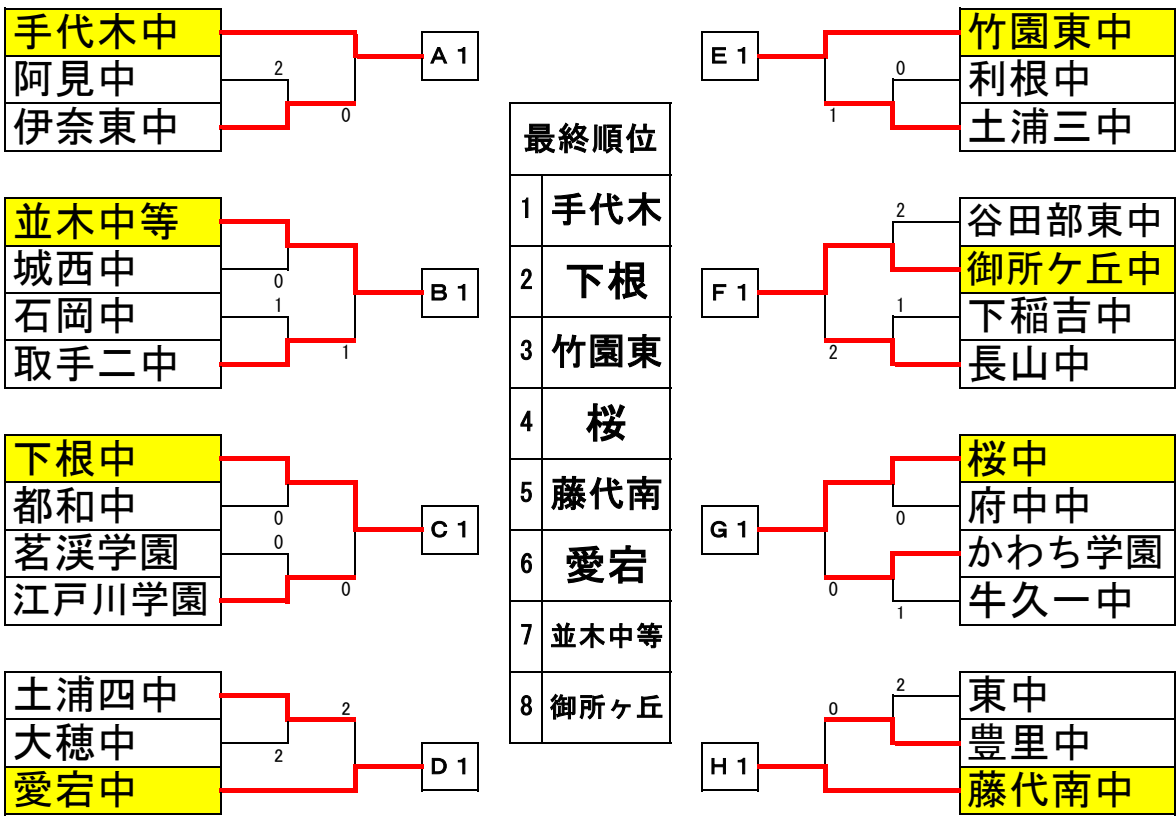 手代木中
阿見中
伊奈東中
2
0
A1
並木中等
城西中
石岡中
取手二中
0
1
1
B1
下根中
都和中
茗溪学園
江戸川学園
0
0
0
C1
土浦四中
大穂中
愛宕中
2
2
D1
最終順位
1 手代木
2 下根
3 竹園東
4 桜
5 藤代南
6 愛宕
7 並木中等
8 御所ヶ丘
E1
0
1
竹園東中
利根中
土浦三中
F1
2
1
2
谷田部東中
御所ケ丘中
下稲吉中
長山中
G1
0
0
1
桜中
府中中
かわち学園
牛久一中
H1
2
0
東中
豊里中
藤代南中